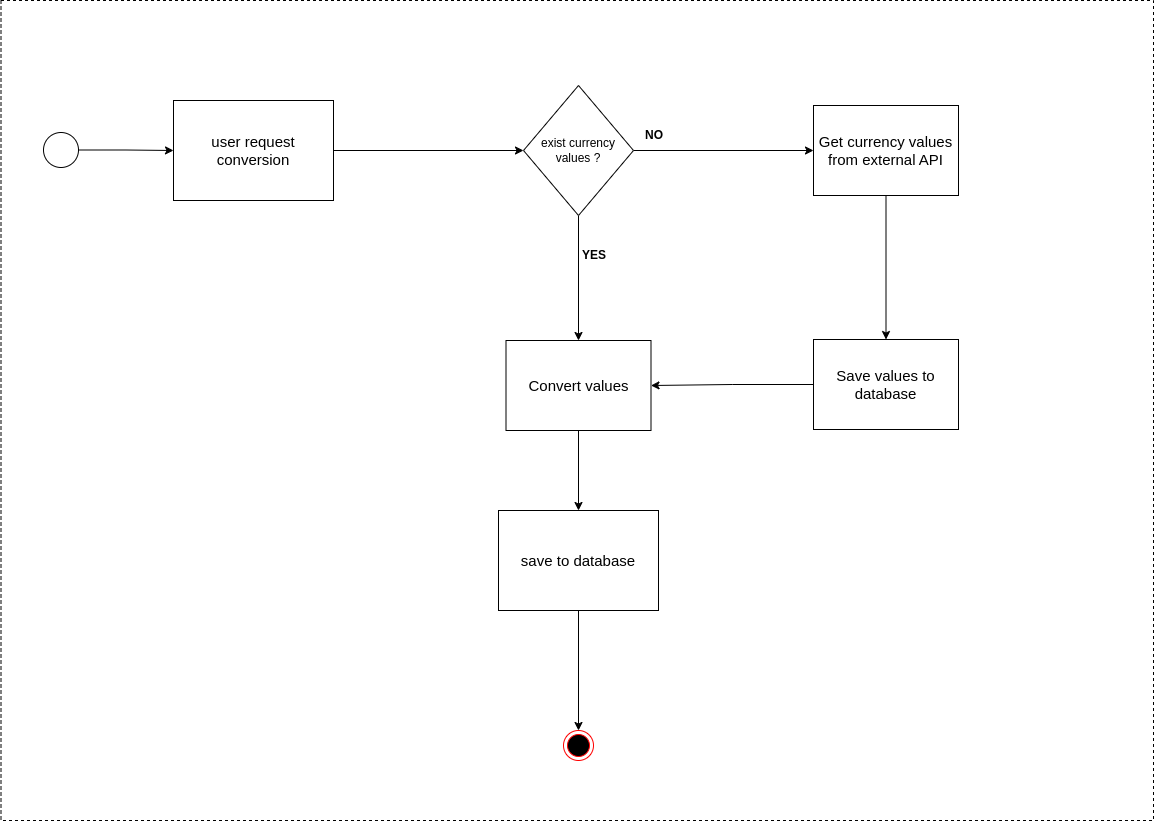 user request
conversion
exist currency
values ?
NO
Get currency values
from external API
YES
Convert values
Save values to
database
save to database